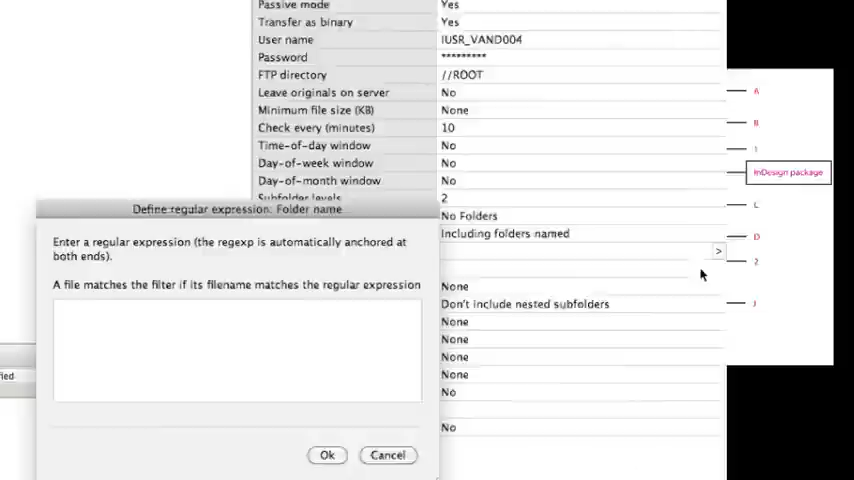 Passive mode Yes
Transfer as binary Yes
User name IUSR_VAND004
Password *********
FTP directory //ROOT
Leave originals on server No
Minimum file size (KB) None
Check every (minutes) 10
Time-of-day window No
Day-of-week window No
Day-of-month window No
Subfolder levels 2
No Folders
Including folders named
>
None
Don't include nested subfolders
None
None
None
None
No
No
Define regular expression: Folder name
Enter a regular expression (the regexp is automatically anchored at
both ends).
A file matches the filter if its filename matches the regular expression
Ok Cancel
A
B
1
InDesign package
D
2